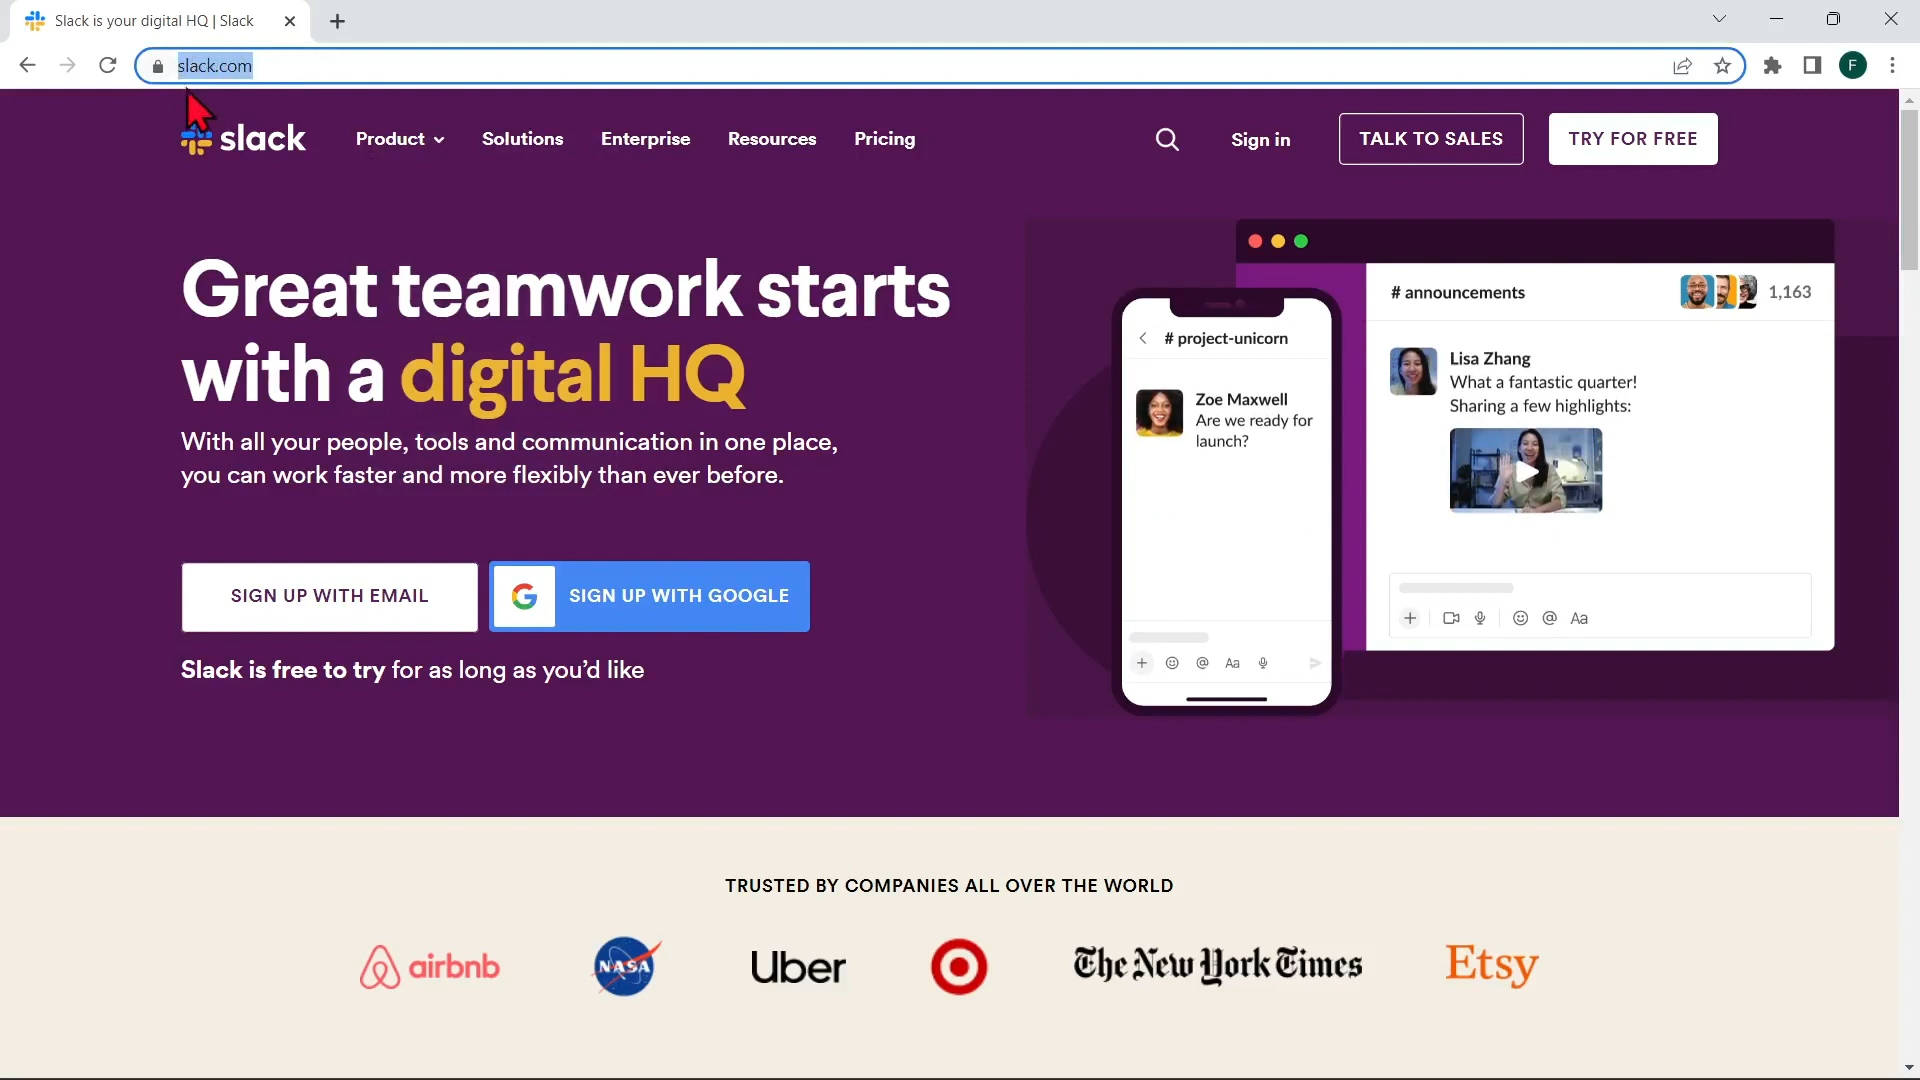 Slack is your digital HQ | Slack
slack.com
F
slack
Product
Solutions
Enterprise
Resources
Pricing
Sign in
TALK TO SALES
TRY FOR FREE
Great teamwork starts
with a digital HQ
With all your people, tools and communication in one place,
you can work faster and more flexibly than ever before.
SIGN UP WITH EMAIL
G
SIGN UP WITH GOOGLE
Slack is free to try for as long as you’d like
# project-unicorn
Zoe Maxwell
Are we ready for
launch?
@ Aa
# announcements
1,163
Lisa Zhang
What a fantastic quarter!
Sharing a few highlights:
@ Aa
TRUSTED BY COMPANIES ALL OVER THE WORLD
airbnb
NASA
Uber
The New York Times
Etsy